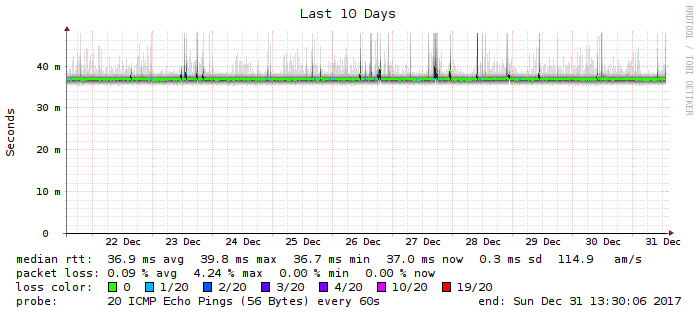 Last 10 Days
RRDTOOL / TOBI OETIKER
Seconds
40 m
30 m
20 m
10 m
0
22 Dec 23 Dec 24 Dec 25 Dec 26 Dec 27 Dec 28 Dec 29 Dec 30 Dec 31 Dec
median rtt: 36.9 ms avg 39.8 ms max 36.7 ms min 37.0 ms now 0.3 ms sd 114.9 am/s
packet loss: 0.09 % avg 4.24 % max 0.00 % min 0.00 % now
loss color: 0 1/20 2/20 3/20 4/20 10/20 19/20
probe: 20 ICMP Echo Pings (56 Bytes) every 60s end: Sun Dec 31 13:30:06 2017